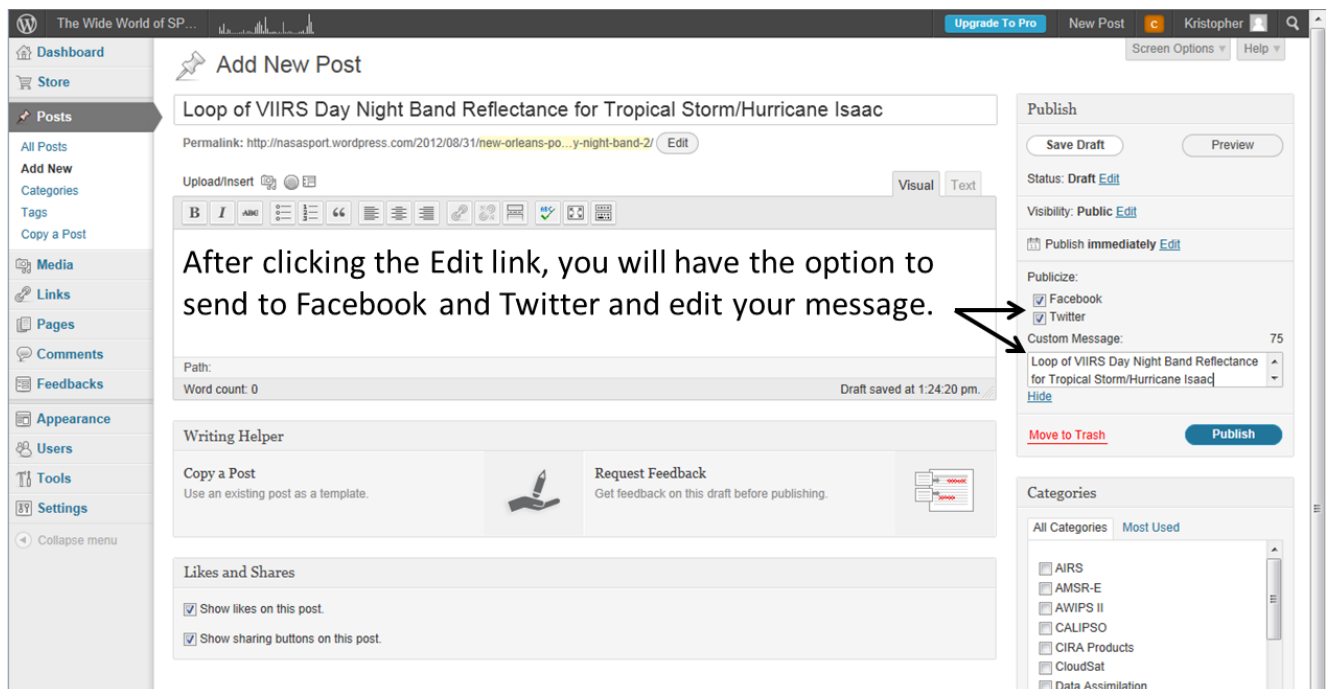 The Wide World of SP...
Upgrade To Pro
New Post
c
Kristopher
Screen Options
Help
Dashboard
Store
Posts
All Posts
Add New
Categories
Tags
Copy a Post
Media
Links
Pages
Comments
Feedbacks
Appearance
Users
Tools
Settings
Collapse menu
Add New Post
Loop of VIIRS Day Night Band Reflectance for Tropical Storm/Hurricane Isaac
Permalink: http://nasasport.wordpress.com/2012/08/31/new-orleans-po...y-night-band-2/ Edit
Upload/Insert
Visual Text
B I ABC
ABC
After clicking the Edit link, you will have the option to
send to Facebook and Twitter and edit your message.
Path:
Word count: 0
Draft saved at 1:24:20 pm.
Writing Helper
Copy a Post
Use an existing post as a template.
Request Feedback
Get feedback on this draft before publishing.
Likes and Shares
Show likes on this post.
Show sharing buttons on this post.
Publish
Save Draft
Preview
Status: Draft Edit
Visibility: Public Edit
Publish immediately Edit
Publicize:
Facebook
Twitter
Custom Message: 75
Loop of VIIRS Day Night Band Reflectance
for Tropical Storm/Hurricane Isaac
Hide
Move to Trash
Publish
Categories
All Categories Most Used
AIRS
AMSR-E
AWIPS II
CALIPSO
CIRA Products
CloudSat
Data Assimilation